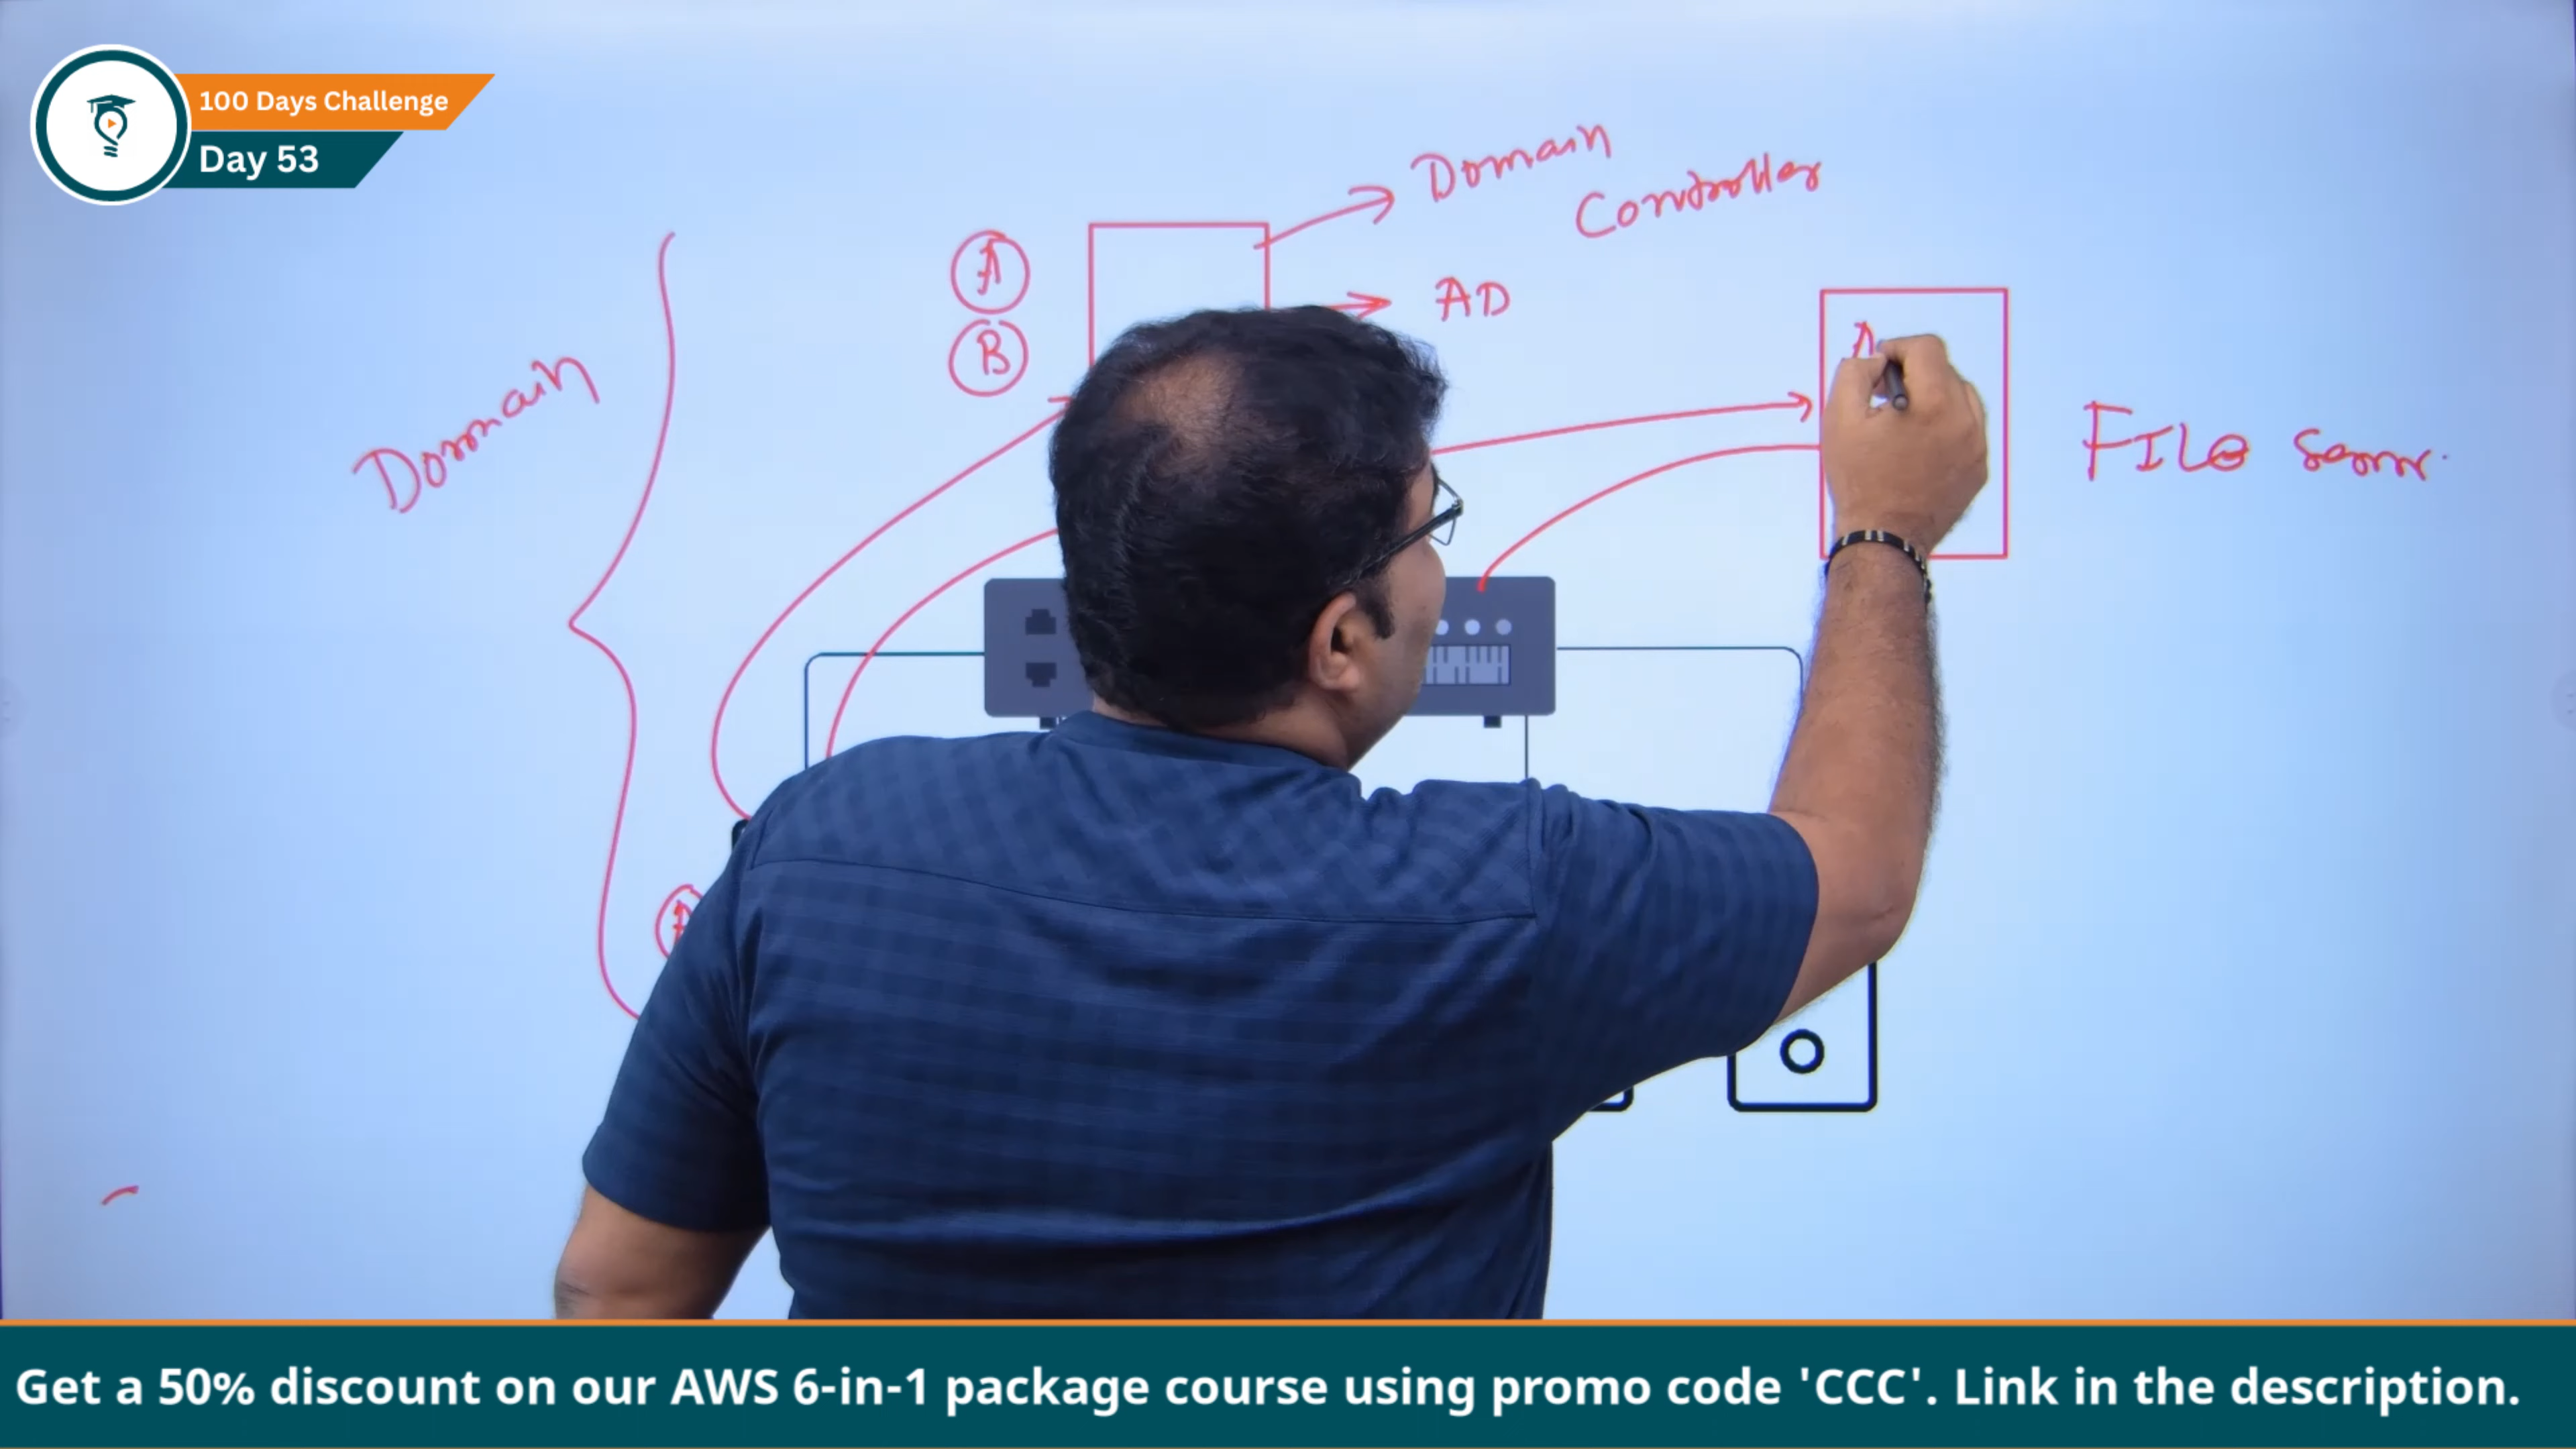 100 Days Challenge
Day 53
Domain
Controller
A
AD
B
A
Domain
FILe
A
Get a 50% discount on our AWS 6-in-1 package course using promo code 'CCC'. Link in the description.